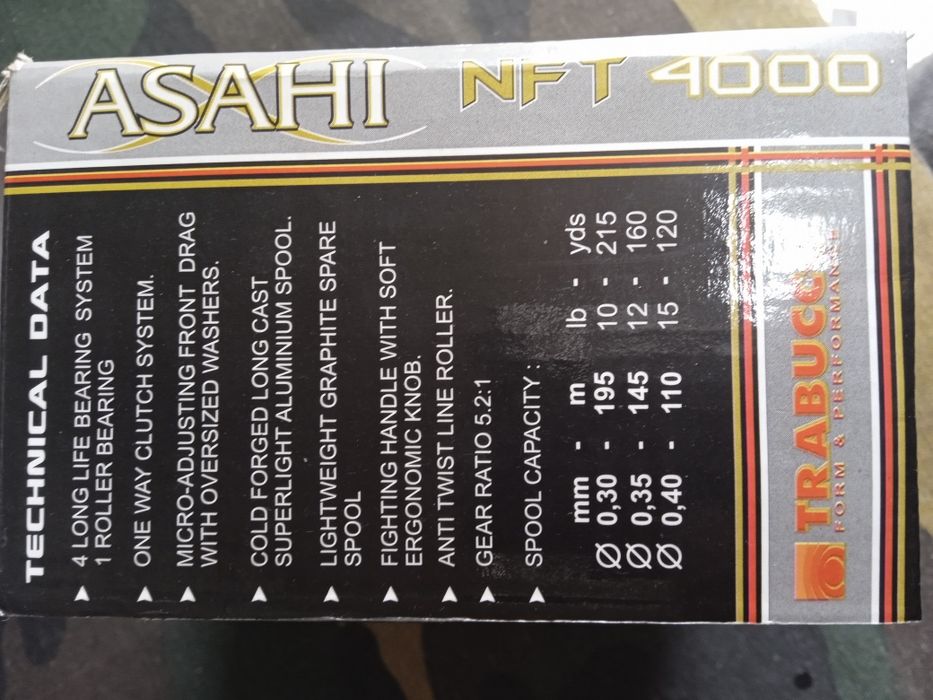 ASAHI NFT 4000
TECHNICAL DATA
4 LONG LIFE BEARING SYSTEM
1 ROLLER BEARING
ONE WAY CLUTCH SYSTEM.
MICRO-ADJUSTING FRONT DRAG
WITH OVERSIZED WASHERS.
COLD FORGED LONG CAST
SUPERLIGHT ALUMINIUM SPOOL.
LIGHTWEIGHT GRAPHITE SPARE
SPOOL
FIGHTING HANDLE WITH SOFT
ERGONOMIC KNOB.
ANTI TWIST LINE ROLLER.
GEAR RATIO 5.2:1
SPOOL CAPACITY :
mm - m lb - yds
Ø 0,30 - 195 10 - 215
Ø 0,35 - 145 12 - 160
Ø 0,40 - 110 15 - 120
TRABUCCO
FORM & PERFORMANCE